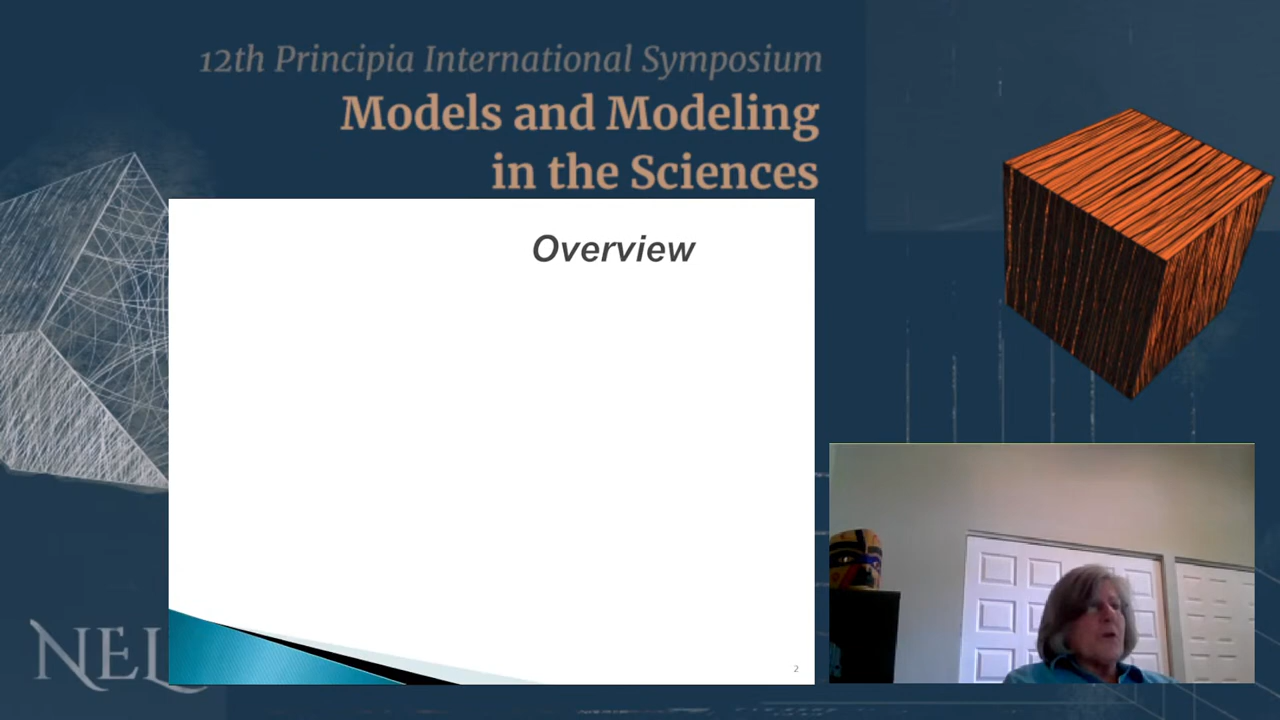 12th Principia International Symposium
Models and Modeling
in the Sciences
Overview
2
NEL